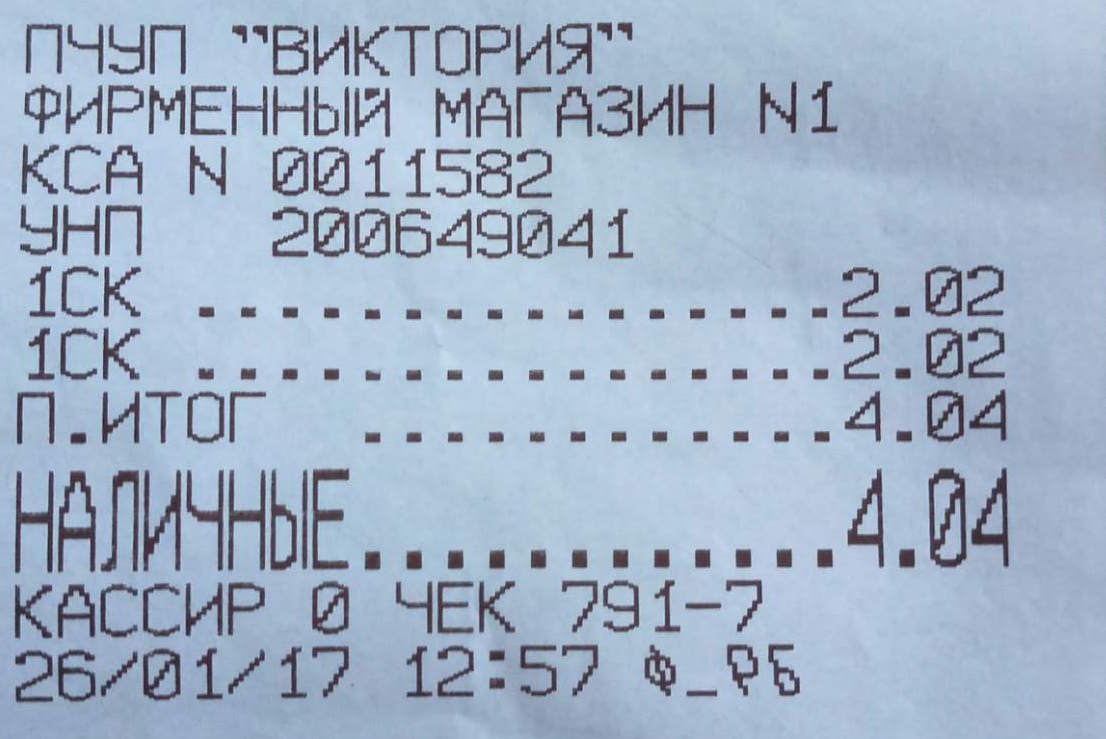 ПЧУП "ВИКТОРИЯ"
ФИРМЕННЫЙ МАГАЗИН N1
КСА N 0011582
УНП 200649041
1СК ................2.02
1СК ................2.02
П.ИТОГ ............4.04
НАЛИЧНЫЕ............4.04
КАССИР 0 ЧЕК 791-7
26/01/17 12:57